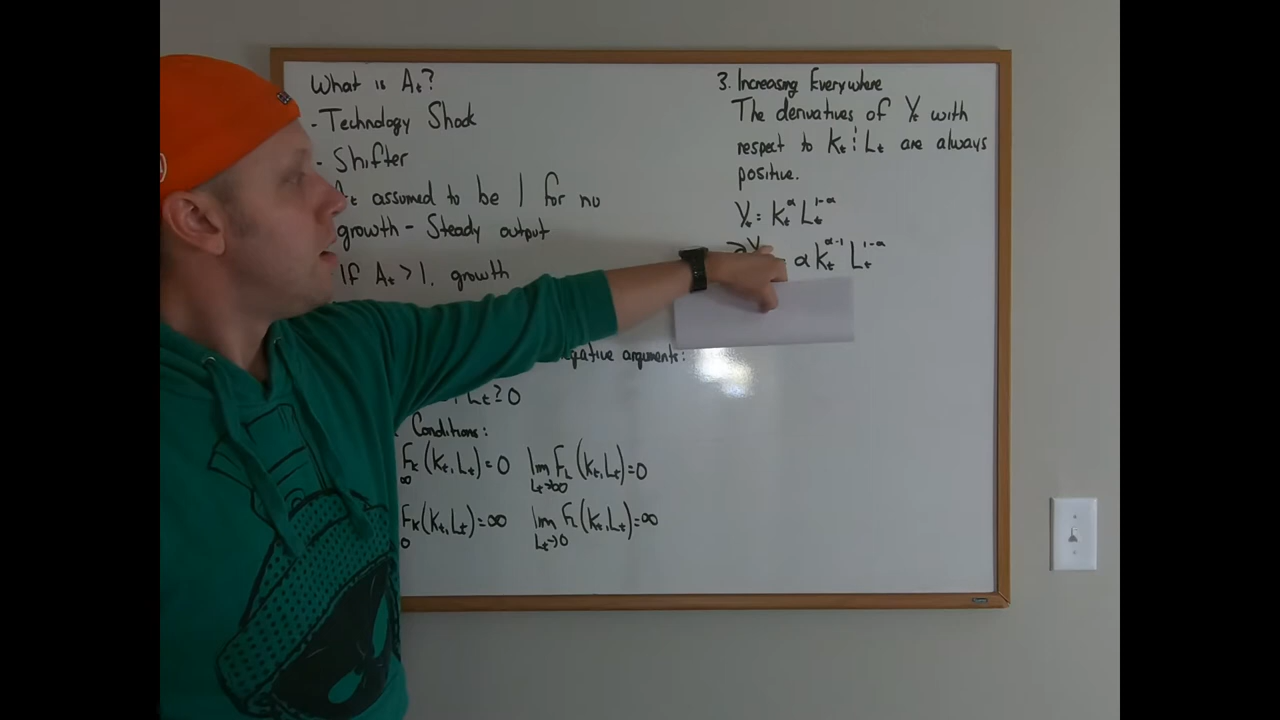 What is At?
- Technology Shock
- Shifter
At assumed to be 1 for no
growth - Steady output
If At > 1, growth
arguments:
Lt ≥ 0
Conditions:
FK (Kt, Lt) = 0 lim FL (Kt, Lt) = 0
∞ Lt→∞
FK (Kt, Lt) = ∞ lim FL (Kt, Lt) = ∞
0 Lt→0
3. Increasing Everywhere
The derivatives of Yt with
respect to Kt & Lt are always
positive.
Yt = Kt^α Lt^1-α
∂Y αKt^α-1 Lt^1-α